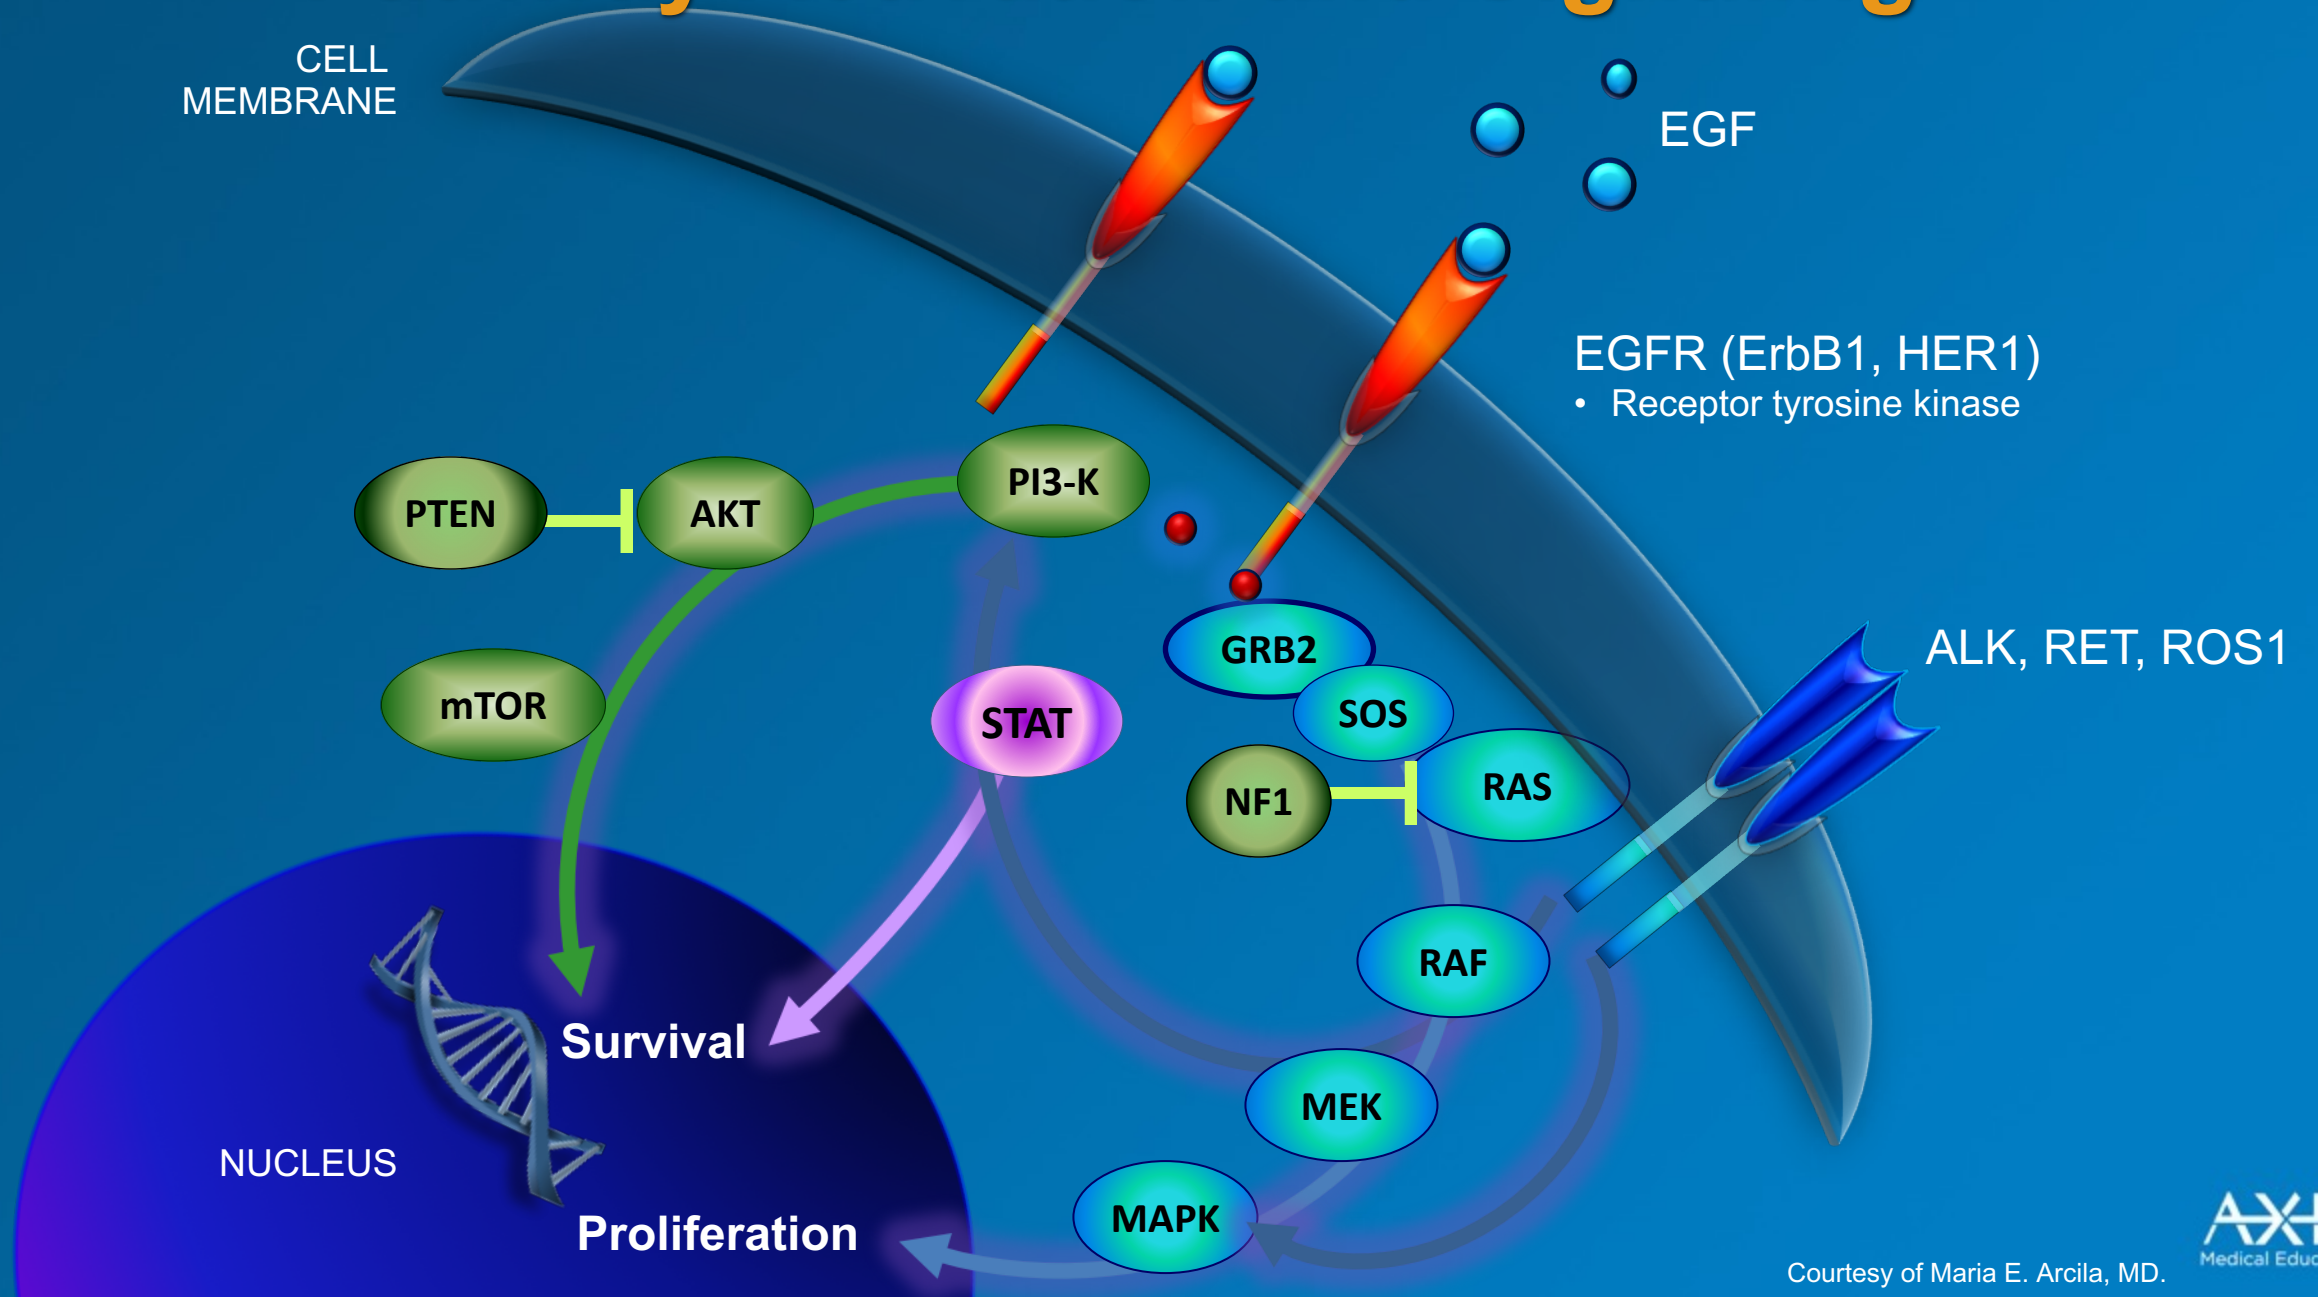 CELL
MEMBRANE
EGF
EGFR (ErbB1, HER1)
• Receptor tyrosine kinase
PI3-K
PTEN
AKT
GRB2
ALK, RET, ROS1
mTOR
STAT
SOS
RAS
NF1
RAF
Survival
MEK
NUCLEUS
MAPK
Proliferation
Courtesy of Maria E. Arcila, MD.
Medical